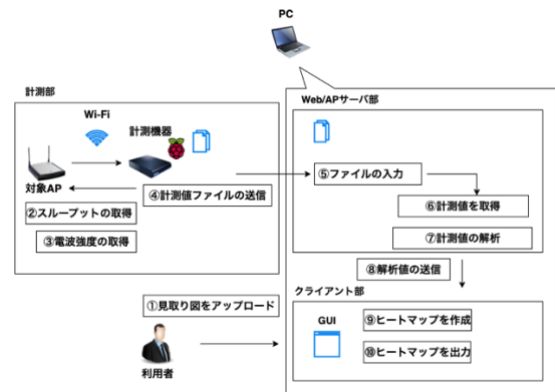 PC
計測部
Web/APサーバ部
Wi-Fi
計測機器
対象AP
④計測値ファイルの送信
②スループットの取得
③電波強度の取得
⑤ファイルの入力
⑥計測値を取得
⑦計測値の解析
⑧解析値の送信
クライアント部
①見取り図をアップロード
利用者
GUI
⑨ヒートマップを作成
⑩ヒートマップを出力